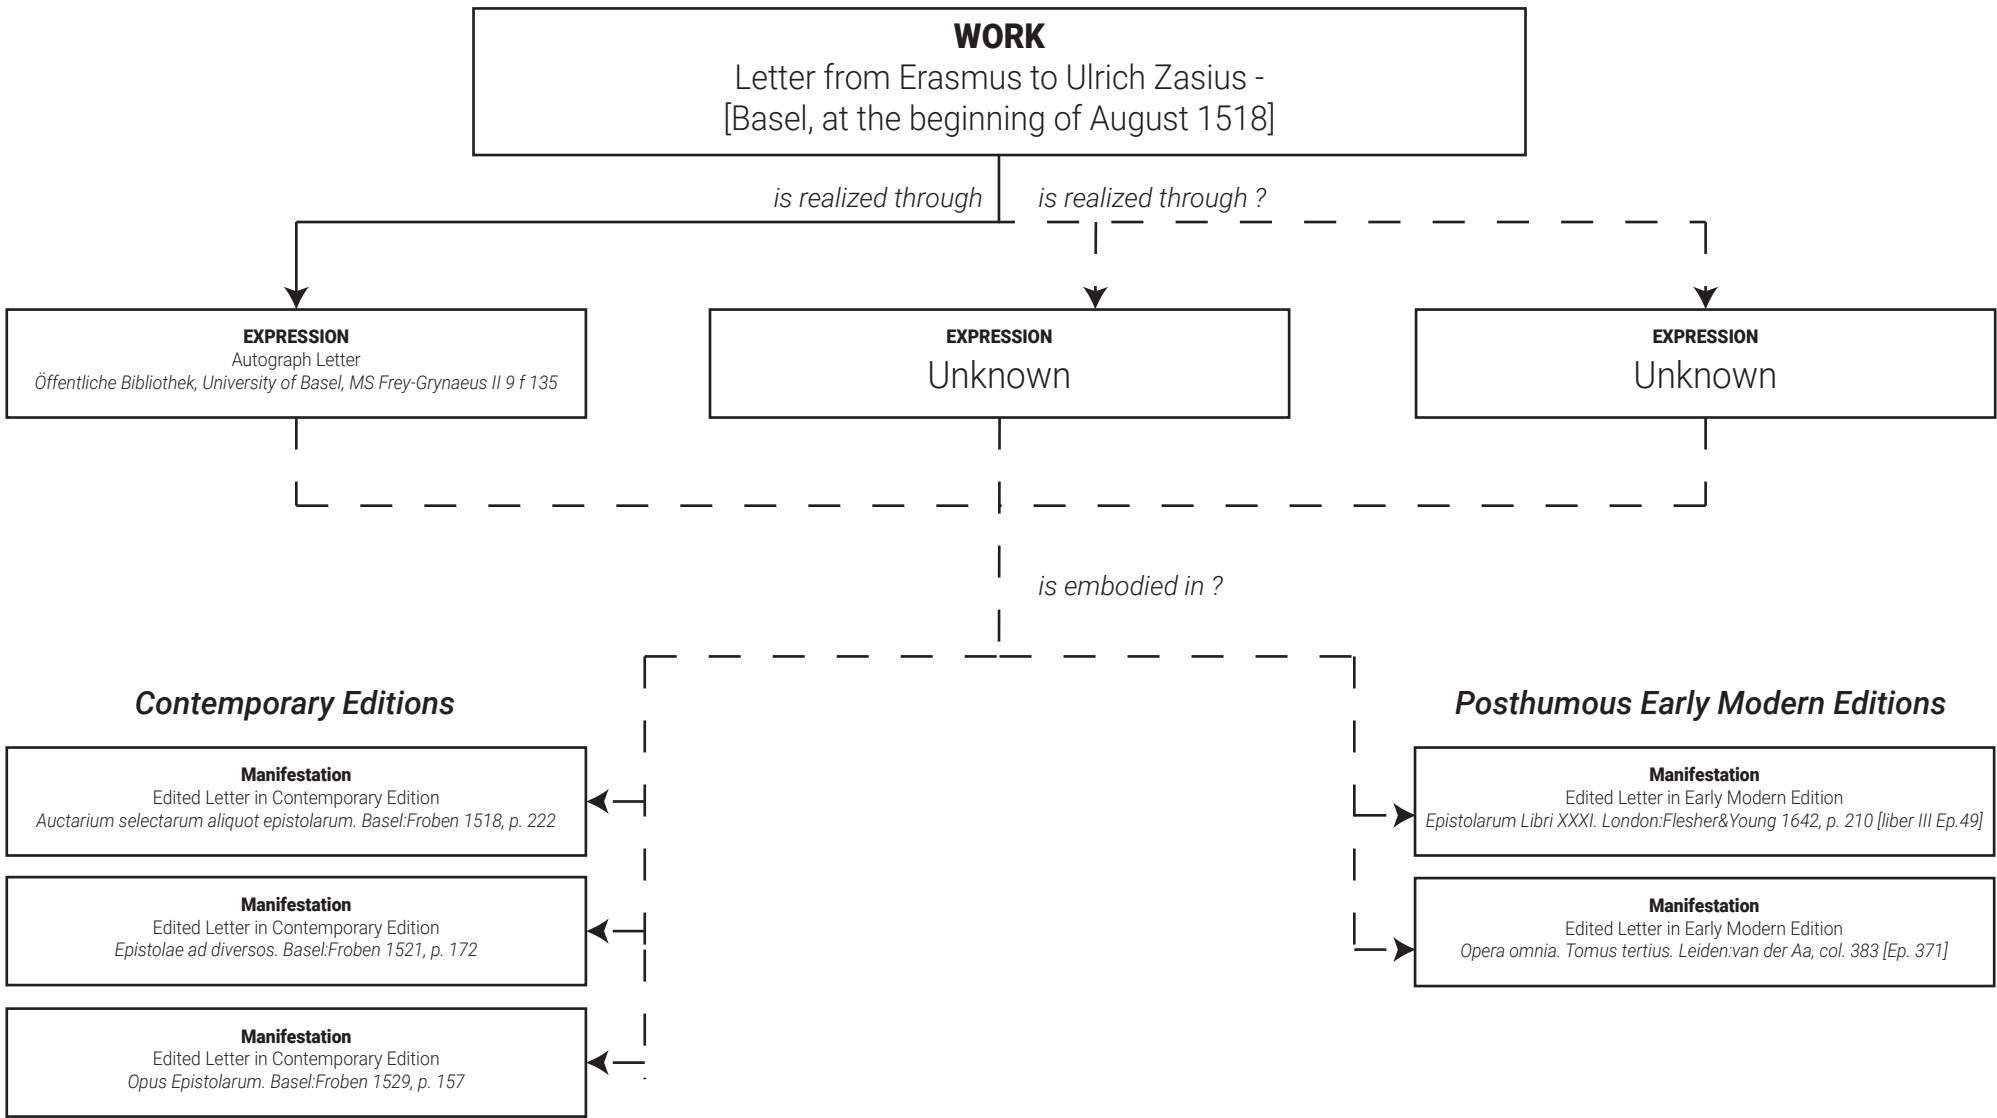 WORK
Letter from Erasmus to Ulrich Zasius -
[Basel, at the beginning of August 1518]
is realized through
is realized through ?
EXPRESSION
Autograph Letter
Öffentliche Bibliothek, University of Basel, MS Frey-Grynaeus II 9 f 135
EXPRESSION
Unknown
EXPRESSION
Unknown
is embodied in ?
Contemporary Editions
Manifestation
Edited Letter in Contemporary Edition
Auctarium selectarum aliquot epistolarum. Basel:Froben 1518, p. 222
Manifestation
Edited Letter in Contemporary Edition
Epistolae ad diversos. Basel:Froben 1521, p. 172
Manifestation
Edited Letter in Contemporary Edition
Opus Epistolarum. Basel:Froben 1529, p. 157
Posthumous Early Modern Editions
Manifestation
Edited Letter in Early Modern Edition
Epistolarum Libri XXXI. London:Flesher&Young 1642, p. 210 [liber III Ep.49]
Manifestation
Edited Letter in Early Modern Edition
Opera omnia. Tomus tertius. Leiden:van der Aa, col. 383 [Ep. 371]